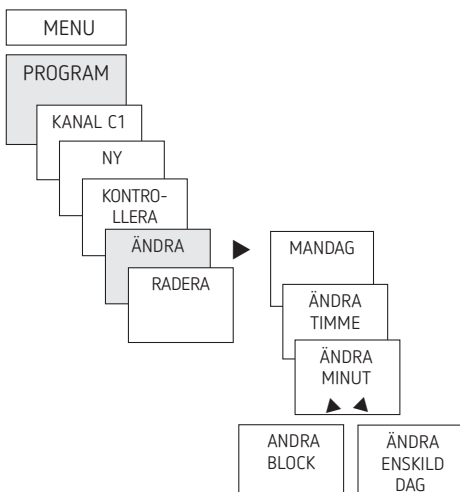 MENU
PROGRAM
KANAL C1
NY
KONTRO-
LLERA
ÄNDRA
RADERA
MANDAG
ÄNDRA
TIMME
ÄNDRA
MINUT
ANDRA
BLOCK
ÄNDRA
ENSKILD
DAG